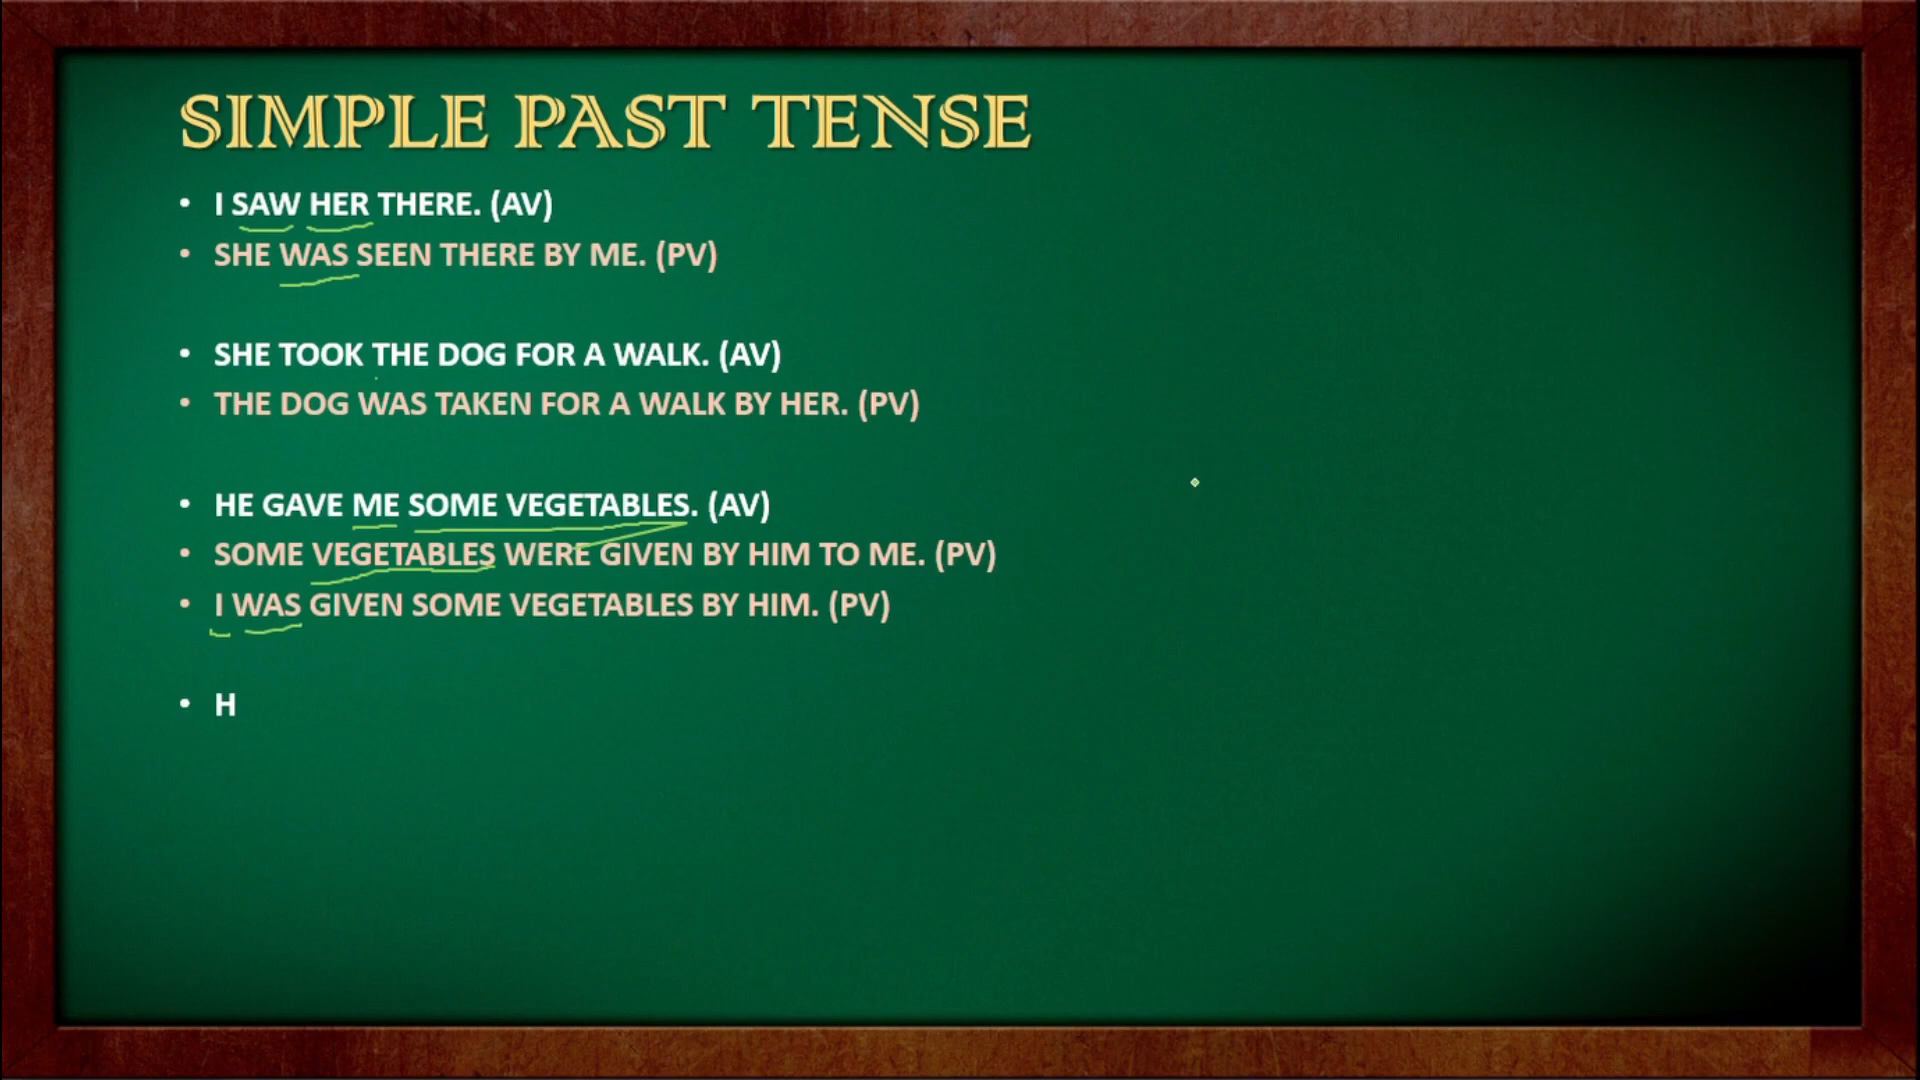 SIMPLE PAST TENSE
• I SAW HER THERE. (AV)
• SHE WAS SEEN THERE BY ME. (PV)
• SHE TOOK THE DOG FOR A WALK. (AV)
• THE DOG WAS TAKEN FOR A WALK BY HER. (PV)
• HE GAVE ME SOME VEGETABLES. (AV)
• SOME VEGETABLES WERE GIVEN BY HIM TO ME. (PV)
• I WAS GIVEN SOME VEGETABLES BY HIM. (PV)
• H